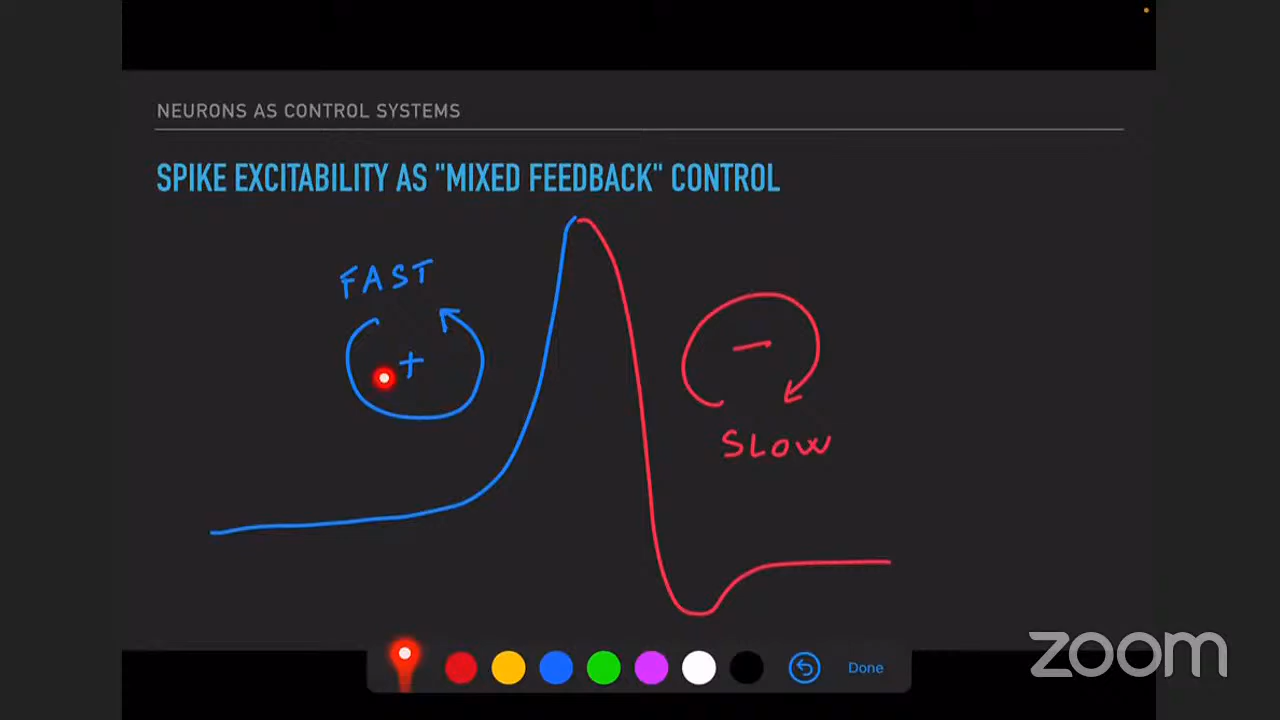 NEURONS AS CONTROL SYSTEMS
SPIKE EXCITABILITY AS "MIXED FEEDBACK" CONTROL
FAST
+
−
SLOW
Done
zoom